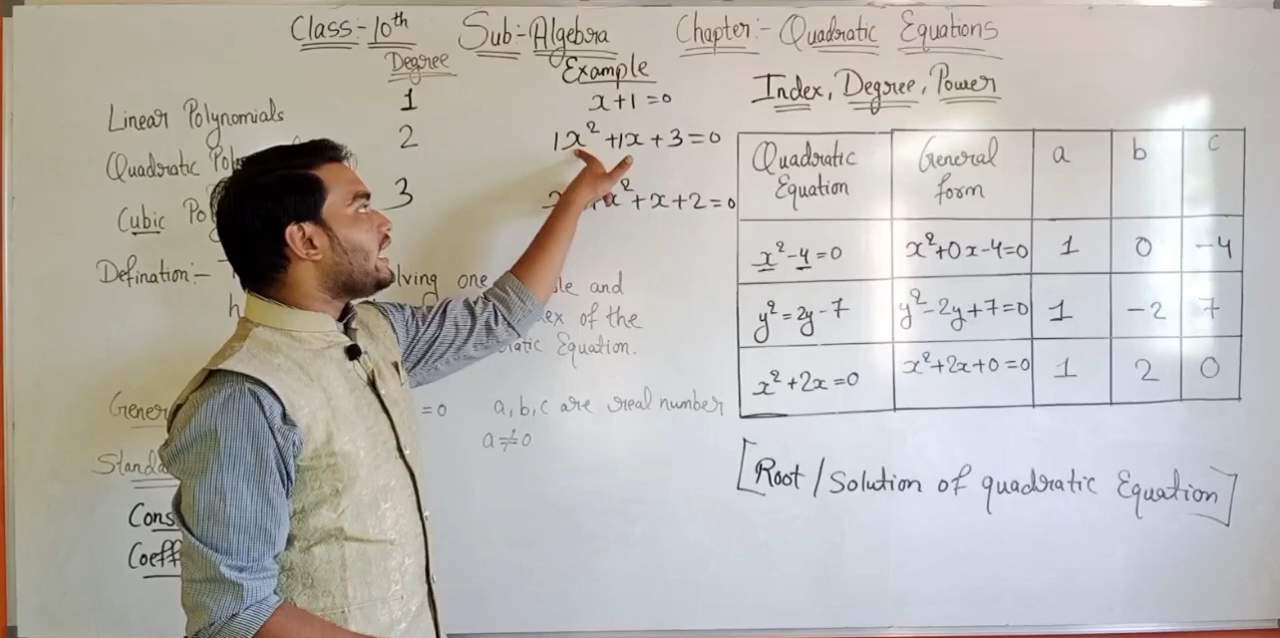 Class:- 10th Sub:- Algebra Chapter:- Quadratic Equations
Degree Example
Linear Polynomials 1 x+1=0
Quadratic 2 1x²+1x+3=0
Cubic 3 x²+x+2=0
Defination:- lving one and
h of the
Equation.
=0 a, b, c are real number
a≠0
Cons
Coeff
Index, Degree, Power
Quadratic Equation General form a b c
x²-4=0 x²+0x-4=0 1 0 -4
y²=2y-7 y²-2y+7=0 1 -2 7
x²+2x=0 x²+2x+0=0 1 2 0
[Root/Solution of quadratic Equation]